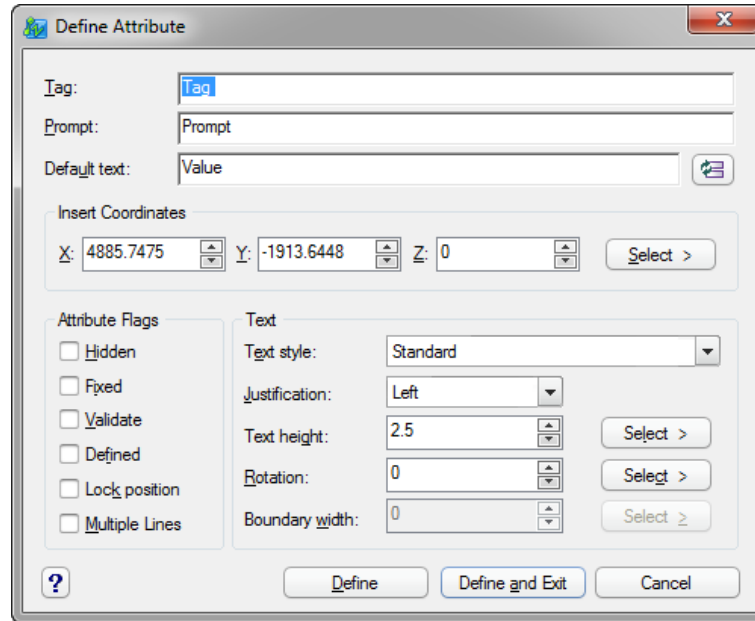 Define Attribute
Tag: Tag
Prompt: Prompt
Default text: Value
Insert Coordinates
X: 4885.7475 Y: -1913.6448 Z: 0 Select >
Attribute Flags
Hidden
Fixed
Validate
Defined
Lock position
Multiple Lines
Text
Text style: Standard
Justification: Left
Text height: 2.5 Select >
Rotation: 0 Select >
Boundary width: 0 Select >
? Define Define and Exit Cancel